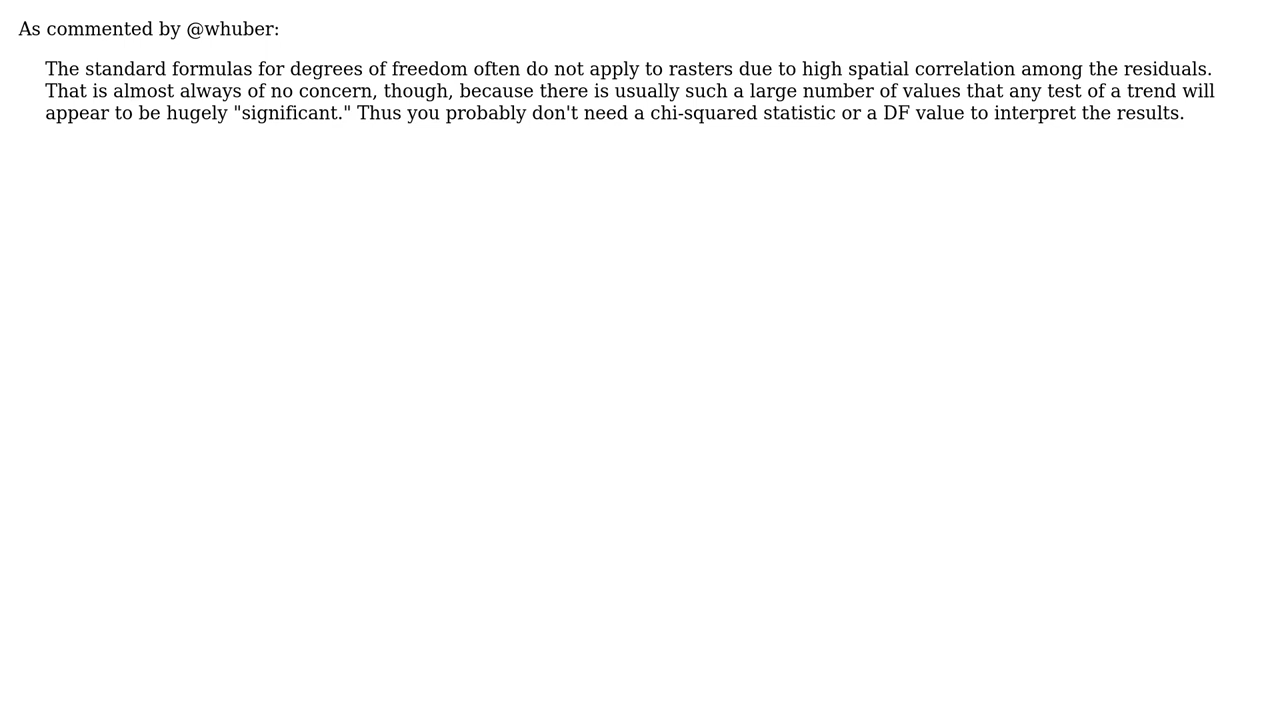 As commented by @whuber:
The standard formulas for degrees of freedom often do not apply to rasters due to high spatial correlation among the residuals.
That is almost always of no concern, though, because there is usually such a large number of values that any test of a trend will
appear to be hugely "significant." Thus you probably don't need a chi-squared statistic or a DF value to interpret the results.